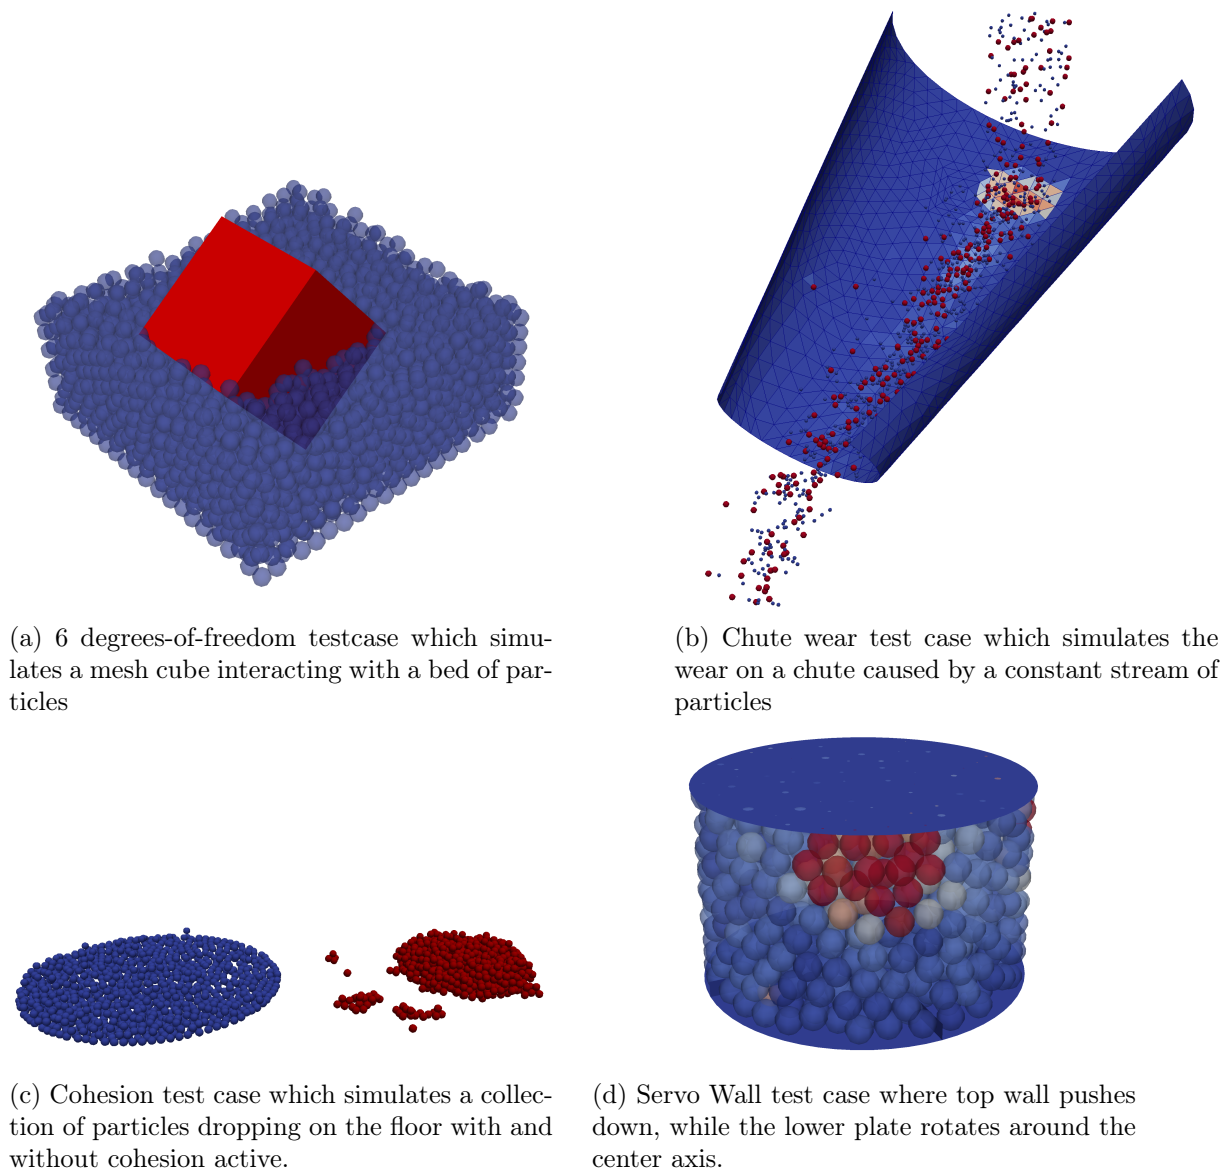 (a) 6 degrees-of-freedom testcase which simu-
lates a mesh cube interacting with a bed of par-
ticles
(b) Chute wear test case which simulates the
wear on a chute caused by a constant stream of
particles
(c) Cohesion test case which simulates a collec-
tion of particles dropping on the floor with and
without cohesion active.
(d) Servo Wall test case where top wall pushes
down, while the lower plate rotates around the
center axis.